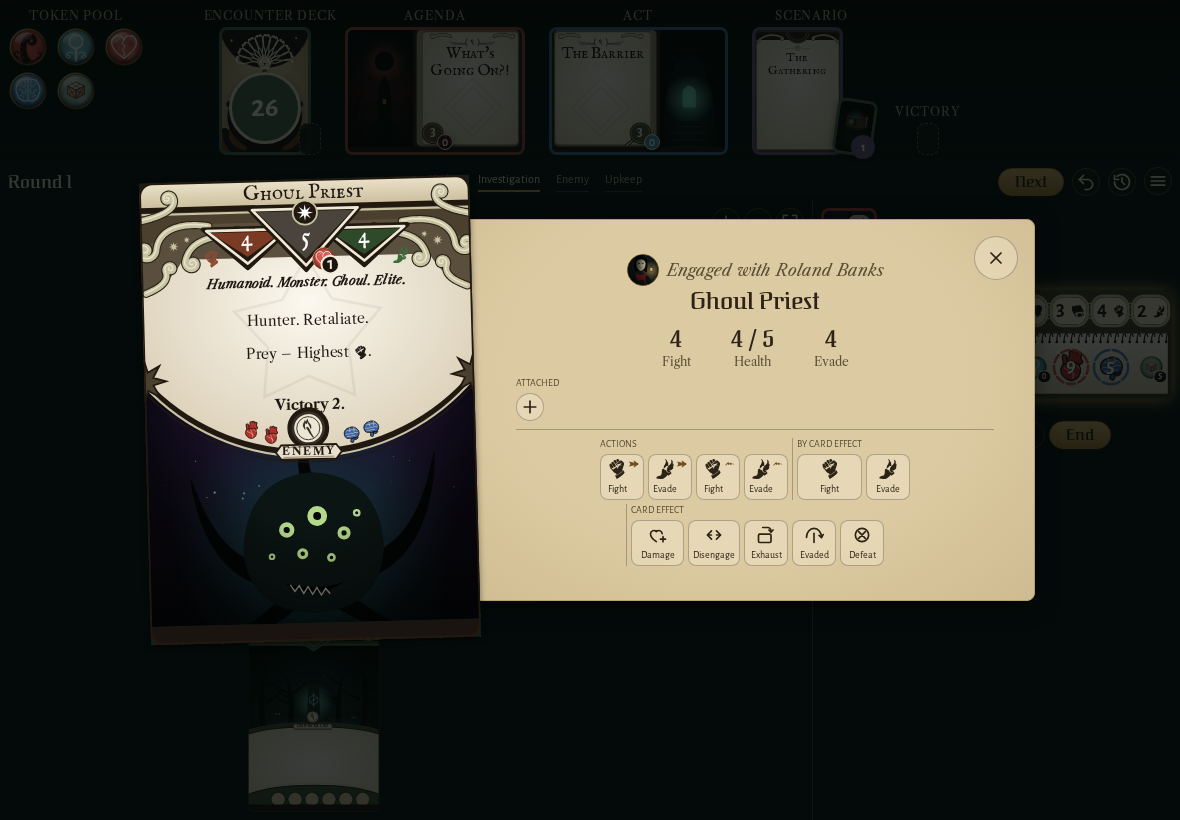 TOKEN POOL
ENCOUNTER DECK
AGENDA
ACT
SCENARIO
26
What's
Going On?!
3
0
The Barrier
3
0
The
Gathering
1
VICTORY
Round 1
Investigation
Enemy
Upkeep
Next
Ghoul Priest
4
5
4
1
Humanoid. Monster. Ghoul. Elite.
Hunter. Retaliate.
Prey – Highest .
Victory 2.
ENEMY
Engaged with Roland Banks
Ghoul Priest
4
4 / 5
4
Fight
Health
Evade
ATTACHED
ACTIONS
BY CARD EFFECT
Fight
Evade
Fight
Evade
Fight
Evade
CARD EFFECT
Damage
Disengage
Exhaust
Evaded
Defeat
3
4
2
0
9
5
5
End